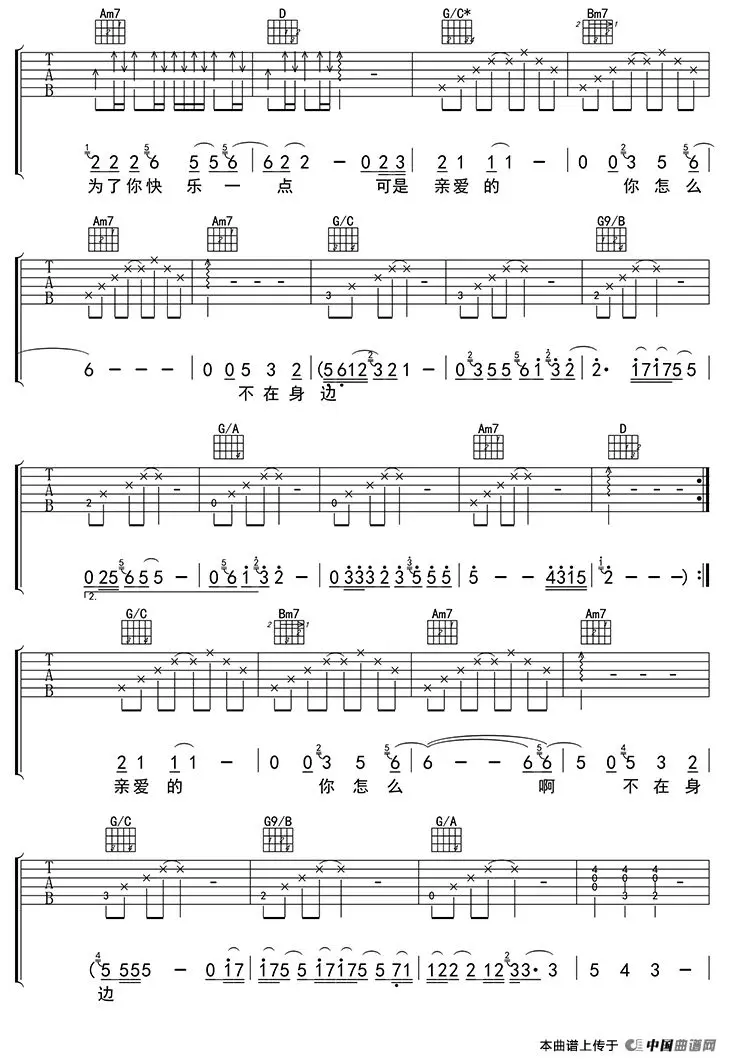 Am7 D G/C* Bm7
2 2 2 6 5 5 6 | 6 2 2 - 0 2 3 | 2 1 1 1 - | 0 0 3 5 6
为了你快 乐 一 点 可是 亲爱的 你怎么
Am7 Am7 G/C G9/B
6 - - - | 0 0 5 3 2 | (5 6 1 2 3 2 1 - | 0 3 5 5 6 1 3 2 | 2· 1 7 1 7 5 5 |
不在身 边
G/A Am7 D
0 2 5 6 5 5 - | 0 6 1 3 2 - | 0 3 3 3 2 3 5 5 5 | 5 - - 4 3 1 5 | 2 - - - ) :||
2.
G/C Bm7 Am7 Am7
2 1 1 1 - | 0 0 3 5 6 | 6 - - 6 6 | 5 0 5 3 2 |
亲爱的 你怎么 啊 不在身
G/C G9/B G/A
(5 5 5 5 - 0 1 7 | 1 7 5 5 1 7 1 7 5 5 7 1 | 1 2 2 2 1 2 3 3· 3 | 5 4 3 - |
边
本曲谱上传于 中国曲谱网